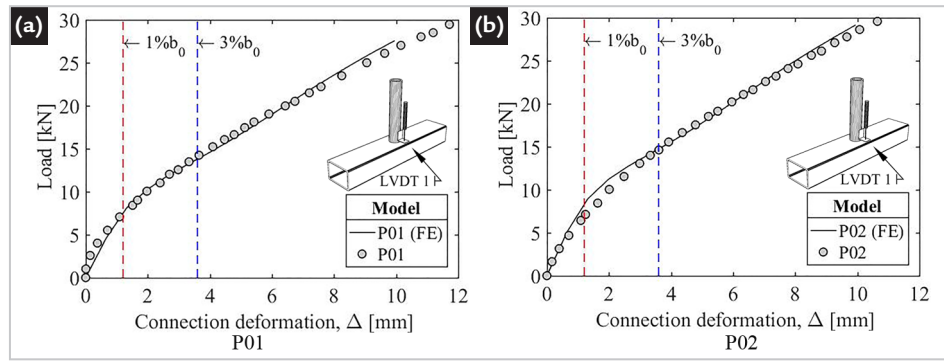 (a)
30
25
20
15
10
5
0
Load [kN]
← 1%b0
← 3%b0
LVDT 1
Model
P01 (FE)
P01
0 2 4 6 8 10 12
Connection deformation, Δ [mm]
P01
(b)
30
25
20
15
10
5
0
Load [kN]
← 1%b0
← 3%b0
LVDT 1
Model
P02 (FE)
P02
0 2 4 6 8 10 12
Connection deformation, Δ [mm]
P02